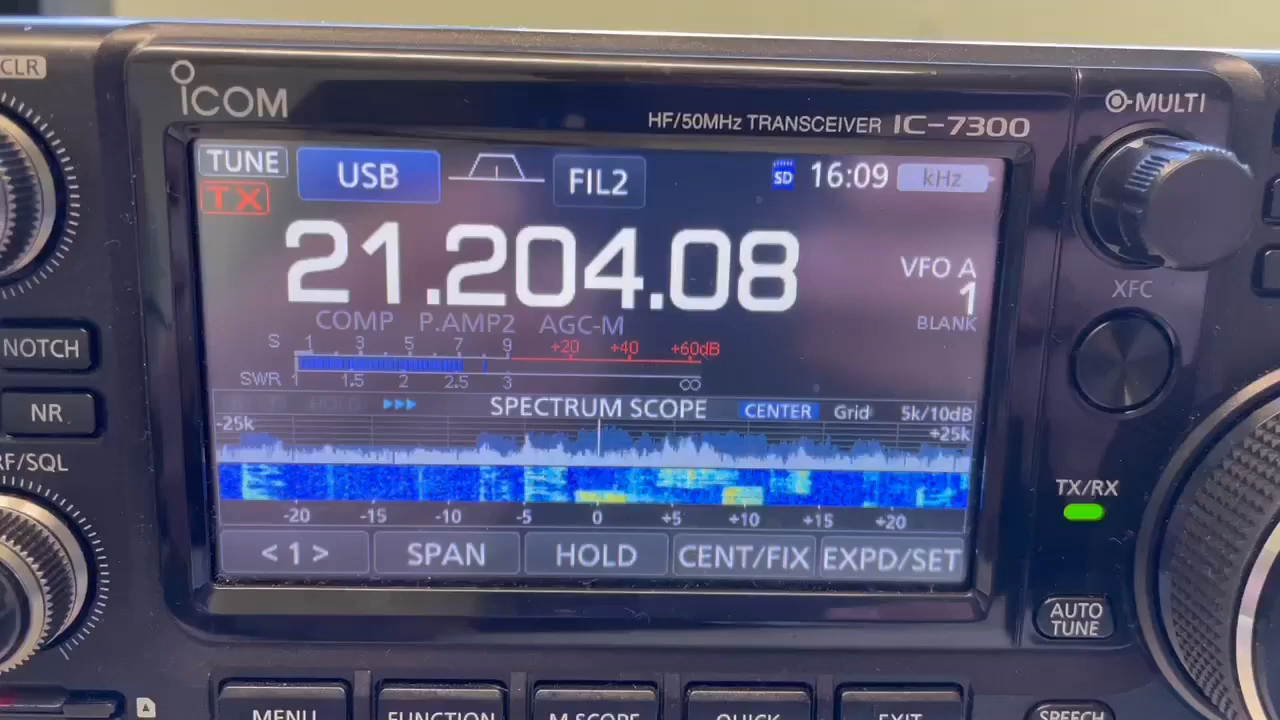 CLR
ICOM
HF/50MHz TRANSCEIVER IC-7300
MULTI
TUNE USB FIL2 SD 16:09 kHz
TX
21.204.08
VFO A
1
BLANK
XFC
COMP P.AMP2 AGC-M
S 1 3 5 7 9 +20 +40 +60dB
SWR 1 1.5 2 2.5 3 ∞
NOTCH
NR
HOLD SPECTRUM SCOPE CENTER Grid 5k/10dB
-25k +25k
RF/SQL
-20 -15 -10 -5 0 +5 +10 +15 +20
TX/RX
< 1 > SPAN HOLD CENT/FIX EXPD/SET
AUTO
TUNE
A
MENU FUNCTION M.SCOPE QUICK EXIT SPEECH